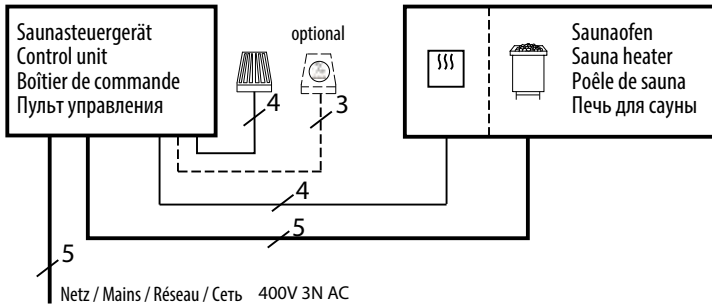 Saunasteuergerät
Control unit
Boîtier de commande
Пульт управления
optional
4
3
Saunaofen
Sauna heater
Poêle de sauna
Печь для сауны
4
5
5
Netz / Mains / Réseau / Сеть 400V 3N AC